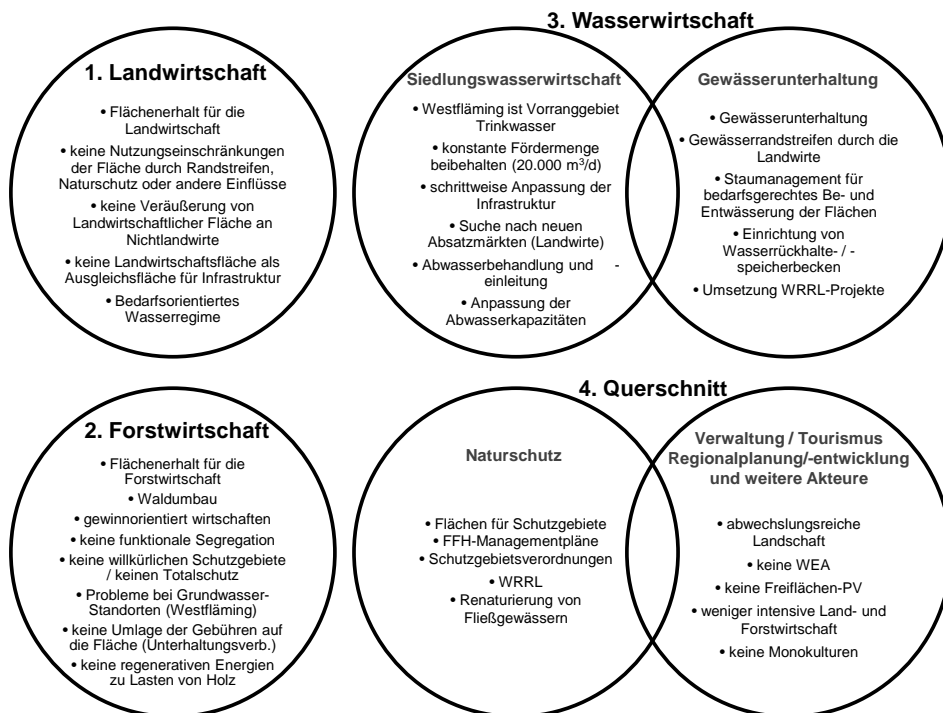 1. Landwirtschaft
• Flächenerhalt für die
Landwirtschaft
• keine Nutzungseinschränkungen
der Fläche durch Randstreifen,
Naturschutz oder andere Einflüsse
• keine Veräußerung von
Landwirtschaftlicher Fläche an
Nichtlandwirte
• keine Landwirtschaftsfläche als
Ausgleichsfläche für Infrastruktur
• Bedarfsorientiertes
Wasserregime
3. Wasserwirtschaft
Siedlungswasserwirtschaft
• Westfläming ist Vorranggebiet
Trinkwasser
• konstante Fördermenge
beibehalten (20.000 m³/d)
• schrittweise Anpassung der
Infrastruktur
• Suche nach neuen
Absatzmärkten (Landwirte)
• Abwasserbehandlung und -
einleitung
• Anpassung der
Abwasserkapazitäten
Gewässerunterhaltung
• Gewässerunterhaltung
• Gewässerrandstreifen durch die
Landwirte
• Staumanagement für
bedarfsgerechtes Be- und
Entwässerung der Flächen
• Einrichtung von
Wasserrückhalte- / -
speicherbecken
• Umsetzung WRRL-Projekte
2. Forstwirtschaft
• Flächenerhalt für die
Forstwirtschaft
• Waldumbau
• gewinnorientiert wirtschaften
• keine funktionale Segregation
• keine willkürlichen Schutzgebiete
/ keinen Totalschutz
• Probleme bei Grundwasser-
Standorten (Westfläming)
• keine Umlage der Gebühren auf
die Fläche (Unterhaltungsverb.)
• keine regenerativen Energien
zu Lasten von Holz
4. Querschnitt
Naturschutz
• Flächen für Schutzgebiete
• FFH-Managementpläne
• Schutzgebietsverordnungen
• WRRL
• Renaturierung von
Fließgewässern
Verwaltung / Tourismus
Regionalplanung/-entwicklung
und weitere Akteure
• abwechslungsreiche
Landschaft
• keine WEA
• keine Freiflächen-PV
• weniger intensive Land- und
Forstwirtschaft
• keine Monokulturen